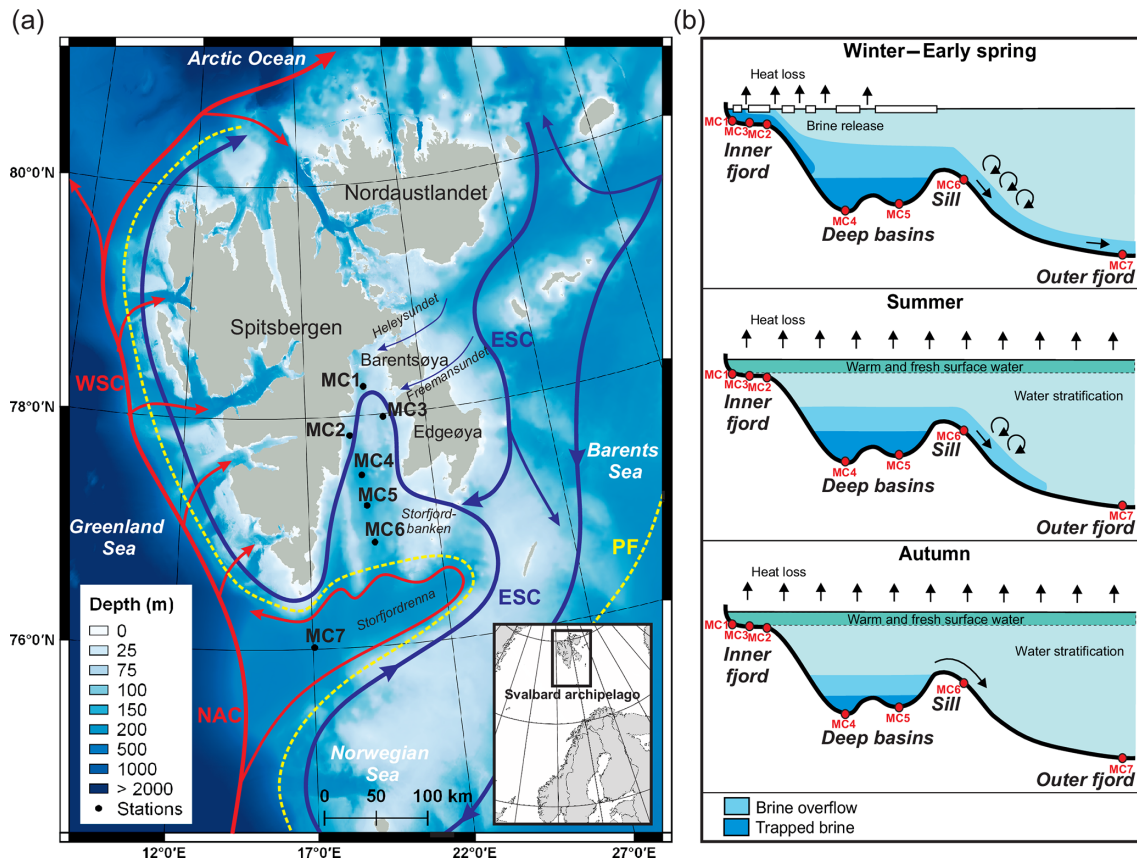 (a)
Arctic Ocean
80°0'N
78°0'N
76°0'N
Nordaustlandet
Spitsbergen
Heleysundet
Barentsøya
Freemansundet
ESC
WSC
MC1
MC3
MC2
Edgeøya
MC4
MC5
MC6
Storfjord-
banken
Barents
Sea
Greenland
Sea
PF
ESC
Storfjordrenna
MC7
NAC
Norwegian
Sea
Depth (m)
0
25
75
100
150
200
500
1000
> 2000
Stations
0 50 100 km
Svalbard archipelago
12°0'E 17°0'E 22°0'E 27°0'E
(b)
Winter–Early spring
Heat loss
Brine release
MC1
MC3 MC2
Inner
fjord
MC6
Sill
MC4
MC5
Deep basins
MC7
Outer fjord
Summer
Heat loss
Warm and fresh surface water
MC1
MC3 MC2
Inner
fjord
Water stratification
MC6
Sill
MC4
MC5
Deep basins
MC7
Outer fjord
Autumn
Heat loss
Warm and fresh surface water
MC1
MC3 MC2
Inner
fjord
Water stratification
MC6
Sill
MC4
MC5
Deep basins
MC7
Outer fjord
Brine overflow
Trapped brine